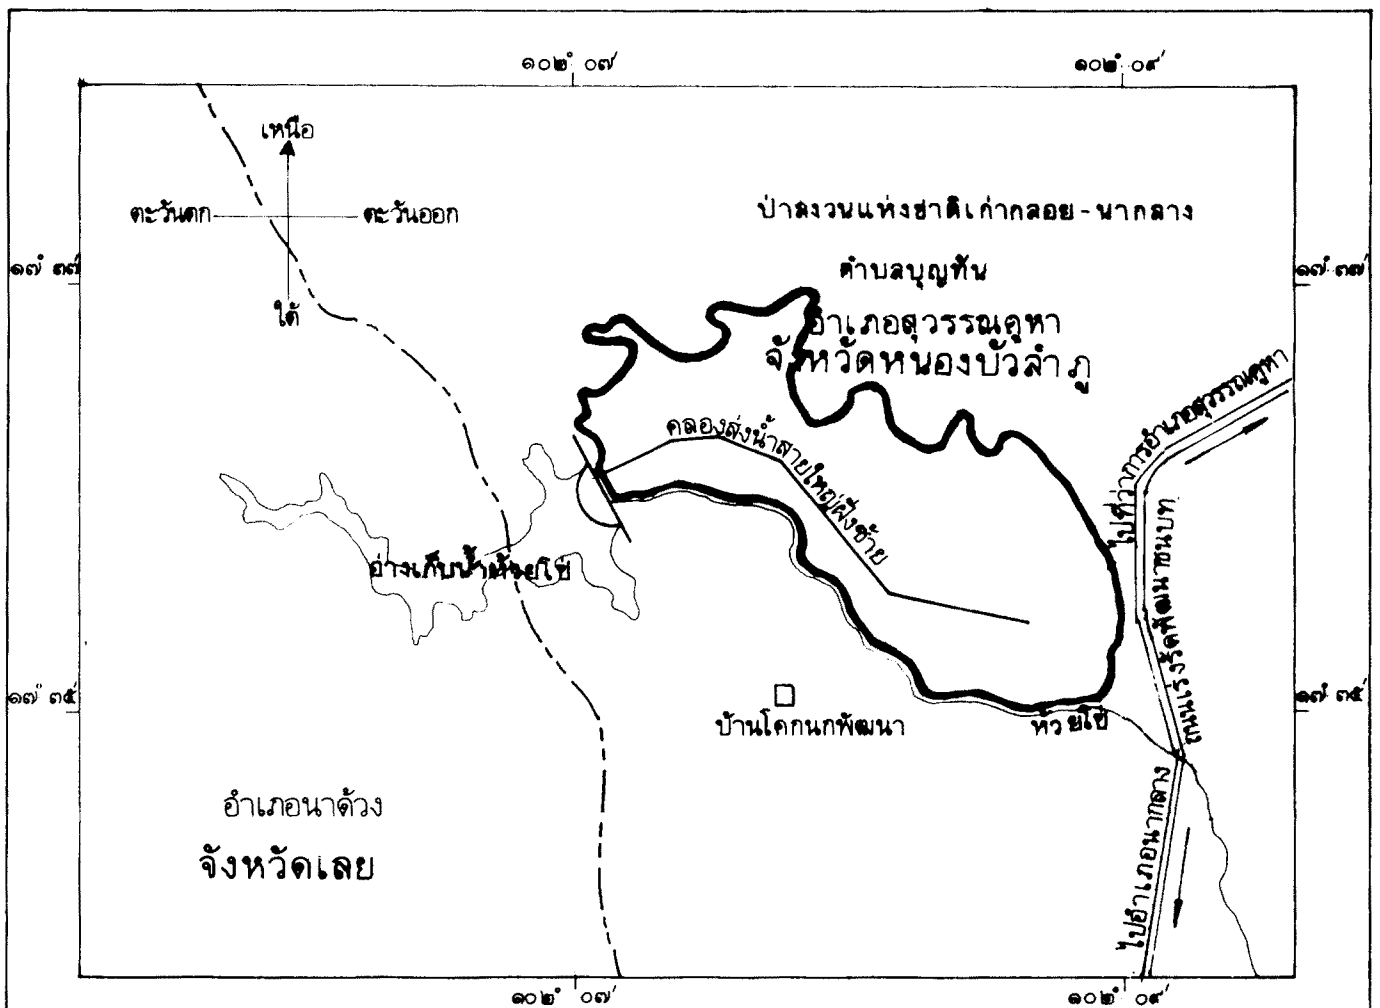 ๑๐๒° ๐๗′
๑๐๒° ๐๙′
เหนือ
ตะวันตก
ตะวันออก
ใต้
ป่าสงวนแห่งชาติเก่ากลอย - นากลาง
ตำบลบุญทัน
อำเภอสุวรรณคูหา
จังหวัดหนองบัวลำภู
๑๗° ๓๗′
๑๗° ๓๗′
คลองส่งน้ำสายใหญ่ฝั่งซ้าย
ไปที่ว่าการอำเภอสุวรรณคูหา
อ่างเก็บน้ำห้วยโซ่
ถนนเร่งรัดพัฒนาชนบท
๑๗° ๓๕′
๑๗° ๓๕′
บ้านโคกนกพัฒนา
ห้วยโซ่
ไปอำเภอนากลาง
อำเภอนาด้วง
จังหวัดเลย
๑๐๒° ๐๗′
๑๐๒° ๐๙′